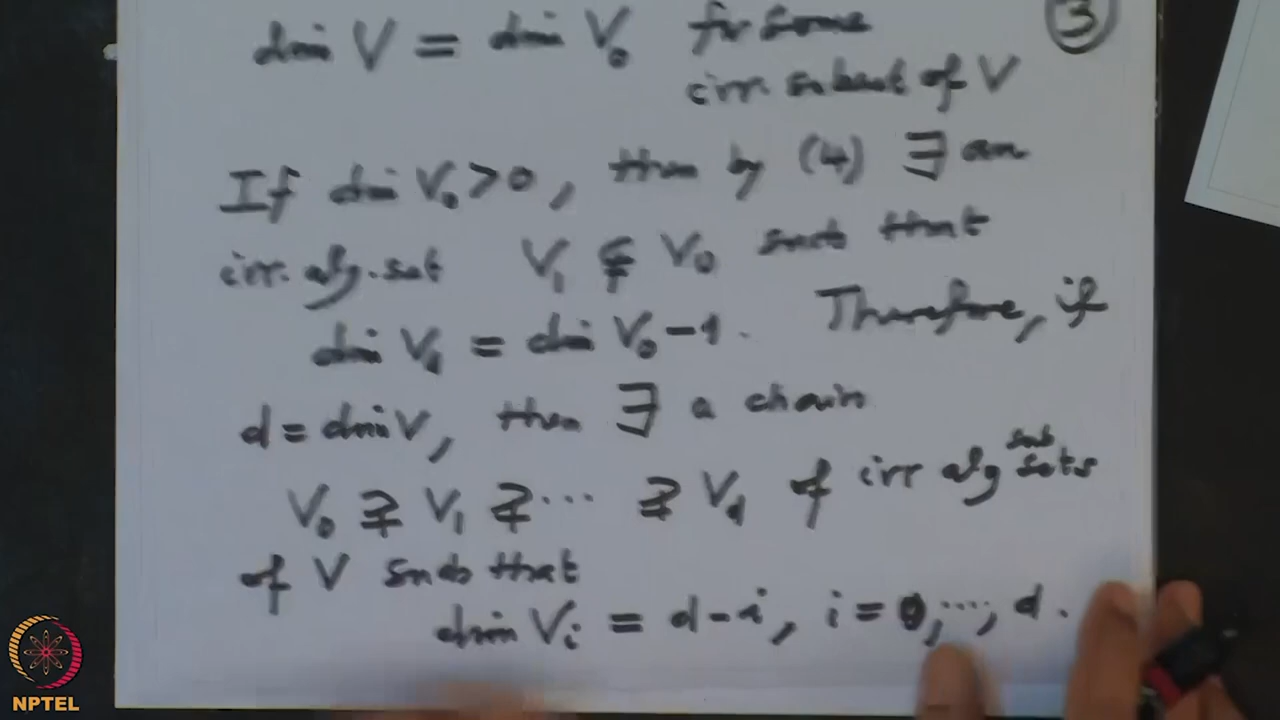 ③
dim V = dim V₀ for some
irr. subset of V
If dim V₀ > 0, then by (4) ∃ an
irr. alg. set V₁ ⊊ V₀ such that
dim V₁ = dim V₀ - 1. Therefore, if
d = dim V, then ∃ a chain
V₀ ⊋ V₁ ⊋ ... ⊋ V_d of irr alg subsets
of V such that
dim Vᵢ = d-i, i = 0, ..., d.
NPTEL